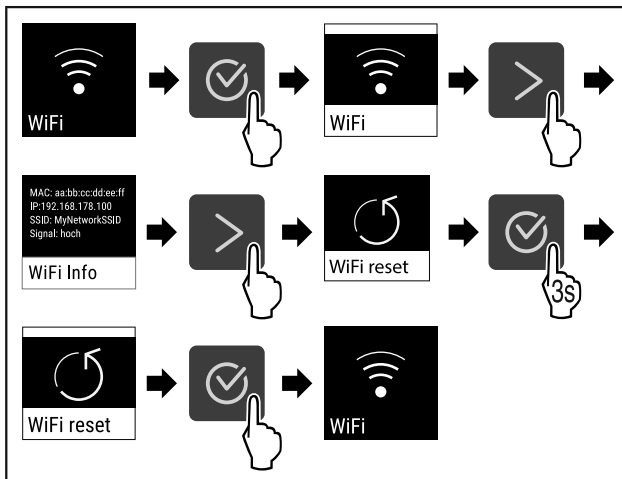 WiFi
WiFi
MAC: aa:bb:cc:dd:ee:ff
IP:192.168.178.100
SSID: MyNetworkSSID
Signal: hoch
WiFi Info
WiFi reset
3s
WiFi reset
WiFi